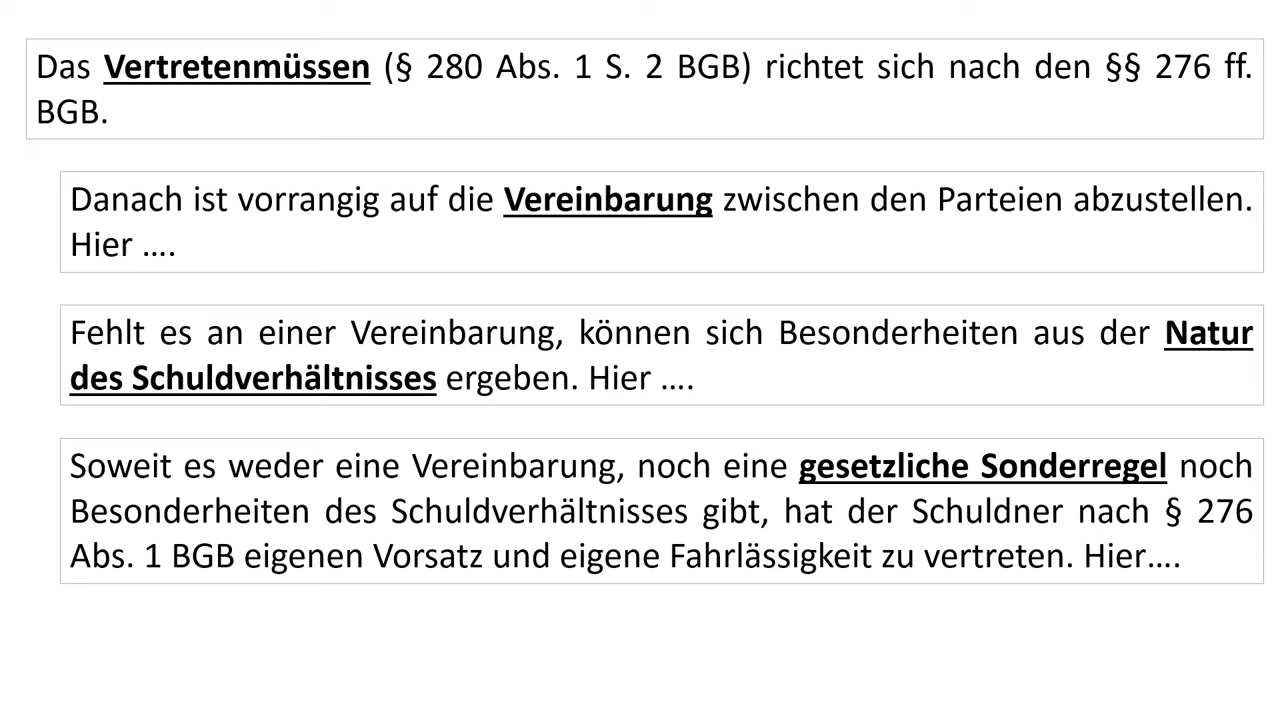 Das Vertretenmüssen (§ 280 Abs. 1 S. 2 BGB) richtet sich nach den §§ 276 ff.
BGB.
Danach ist vorrangig auf die Vereinbarung zwischen den Parteien abzustellen.
Hier ….
Fehlt es an einer Vereinbarung, können sich Besonderheiten aus der Natur
des Schuldverhältnisses ergeben. Hier ….
Soweit es weder eine Vereinbarung, noch eine gesetzliche Sonderregel noch
Besonderheiten des Schuldverhältnisses gibt, hat der Schuldner nach § 276
Abs. 1 BGB eigenen Vorsatz und eigene Fahrlässigkeit zu vertreten. Hier….